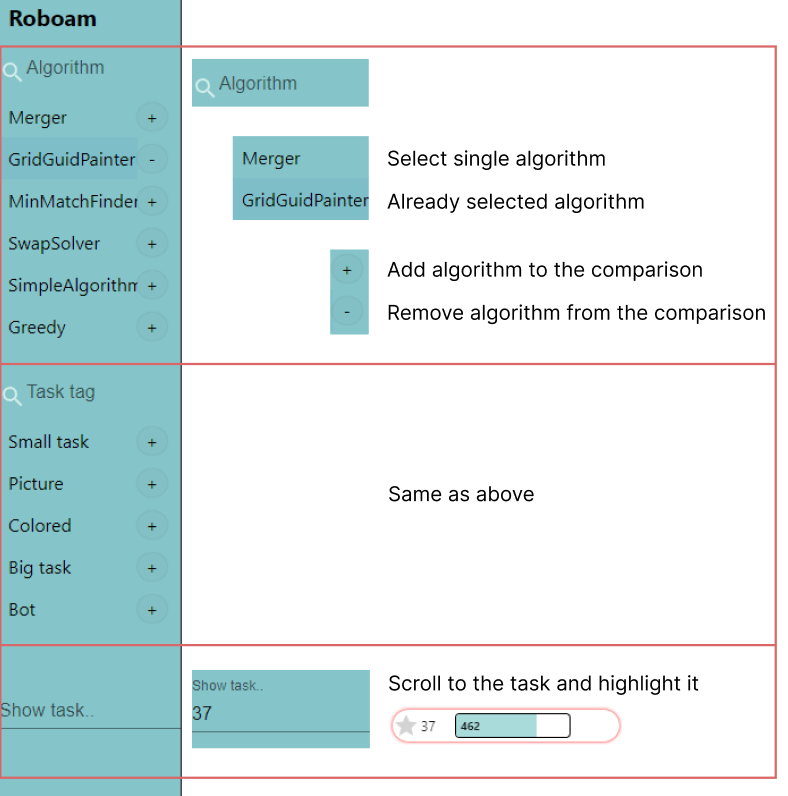 Roboam
Algorithm
Algorithm
Merger +
GridGuidPainter -
MinMatchFinder +
SwapSolver +
SimpleAlgorithm +
Greedy +
Merger
Select single algorithm
GridGuidPainter
Already selected algorithm
+
Add algorithm to the comparison
-
Remove algorithm from the comparison
Task tag
Small task +
Picture +
Colored +
Big task +
Bot +
Same as above
Show task..
Show task..
37
Scroll to the task and highlight it
37 462